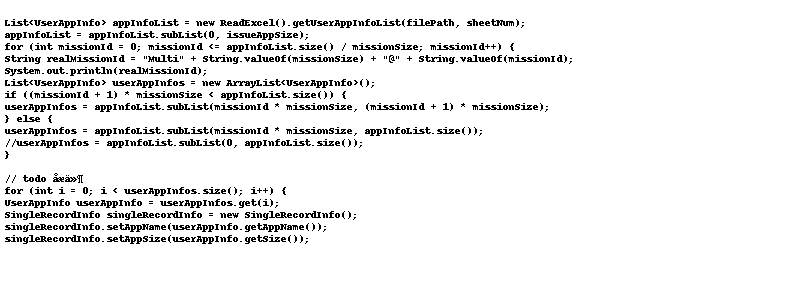 List<UserAppInfo> appInfoList = new ReadExcel().getUserAppInfoList(filePath, sheetNum);
appInfoList = appInfoList.subList(0, issueAppSize);
for (int missionId = 0; missionId <= appInfoList.size() / missionSize; missionId++) {
String realMissionId = "Multi" + String.valueOf(missionSize) + "@" + String.valueOf(missionId);
System.out.println(realMissionId);
List<UserAppInfo> userAppInfos = new ArrayList<UserAppInfo>();
if ((missionId + 1) * missionSize < appInfoList.size()) {
userAppInfos = appInfoList.subList(missionId * missionSize, (missionId + 1) * missionSize);
} else {
userAppInfos = appInfoList.subList(missionId * missionSize, appInfoList.size());
//userAppInfos = appInfoList.subList(0, appInfoList.size());
}
// todo
for (int i = 0; i < userAppInfos.size(); i++) {
UserAppInfo userAppInfo = userAppInfos.get(i);
SingleRecordInfo singleRecordInfo = new SingleRecordInfo();
singleRecordInfo.setAppName(userAppInfo.getAppName());
singleRecordInfo.setAppSize(userAppInfo.getSize());